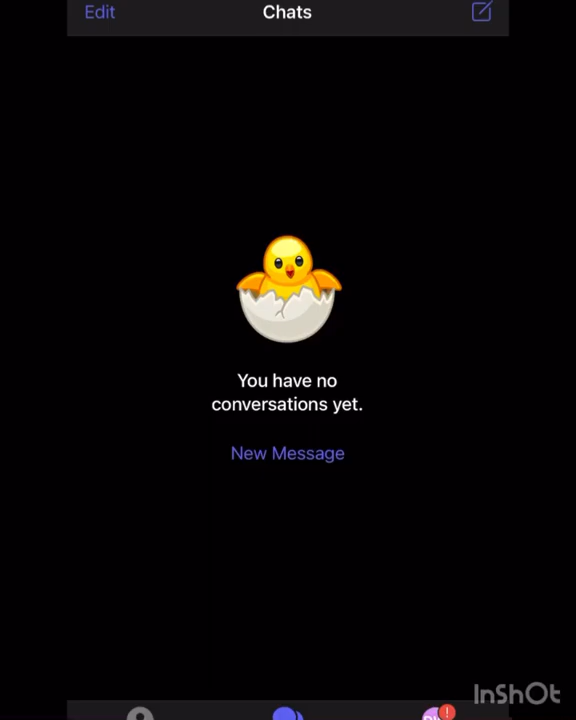 Edit
Chats
You have no
conversations yet.
New Message
InShOt